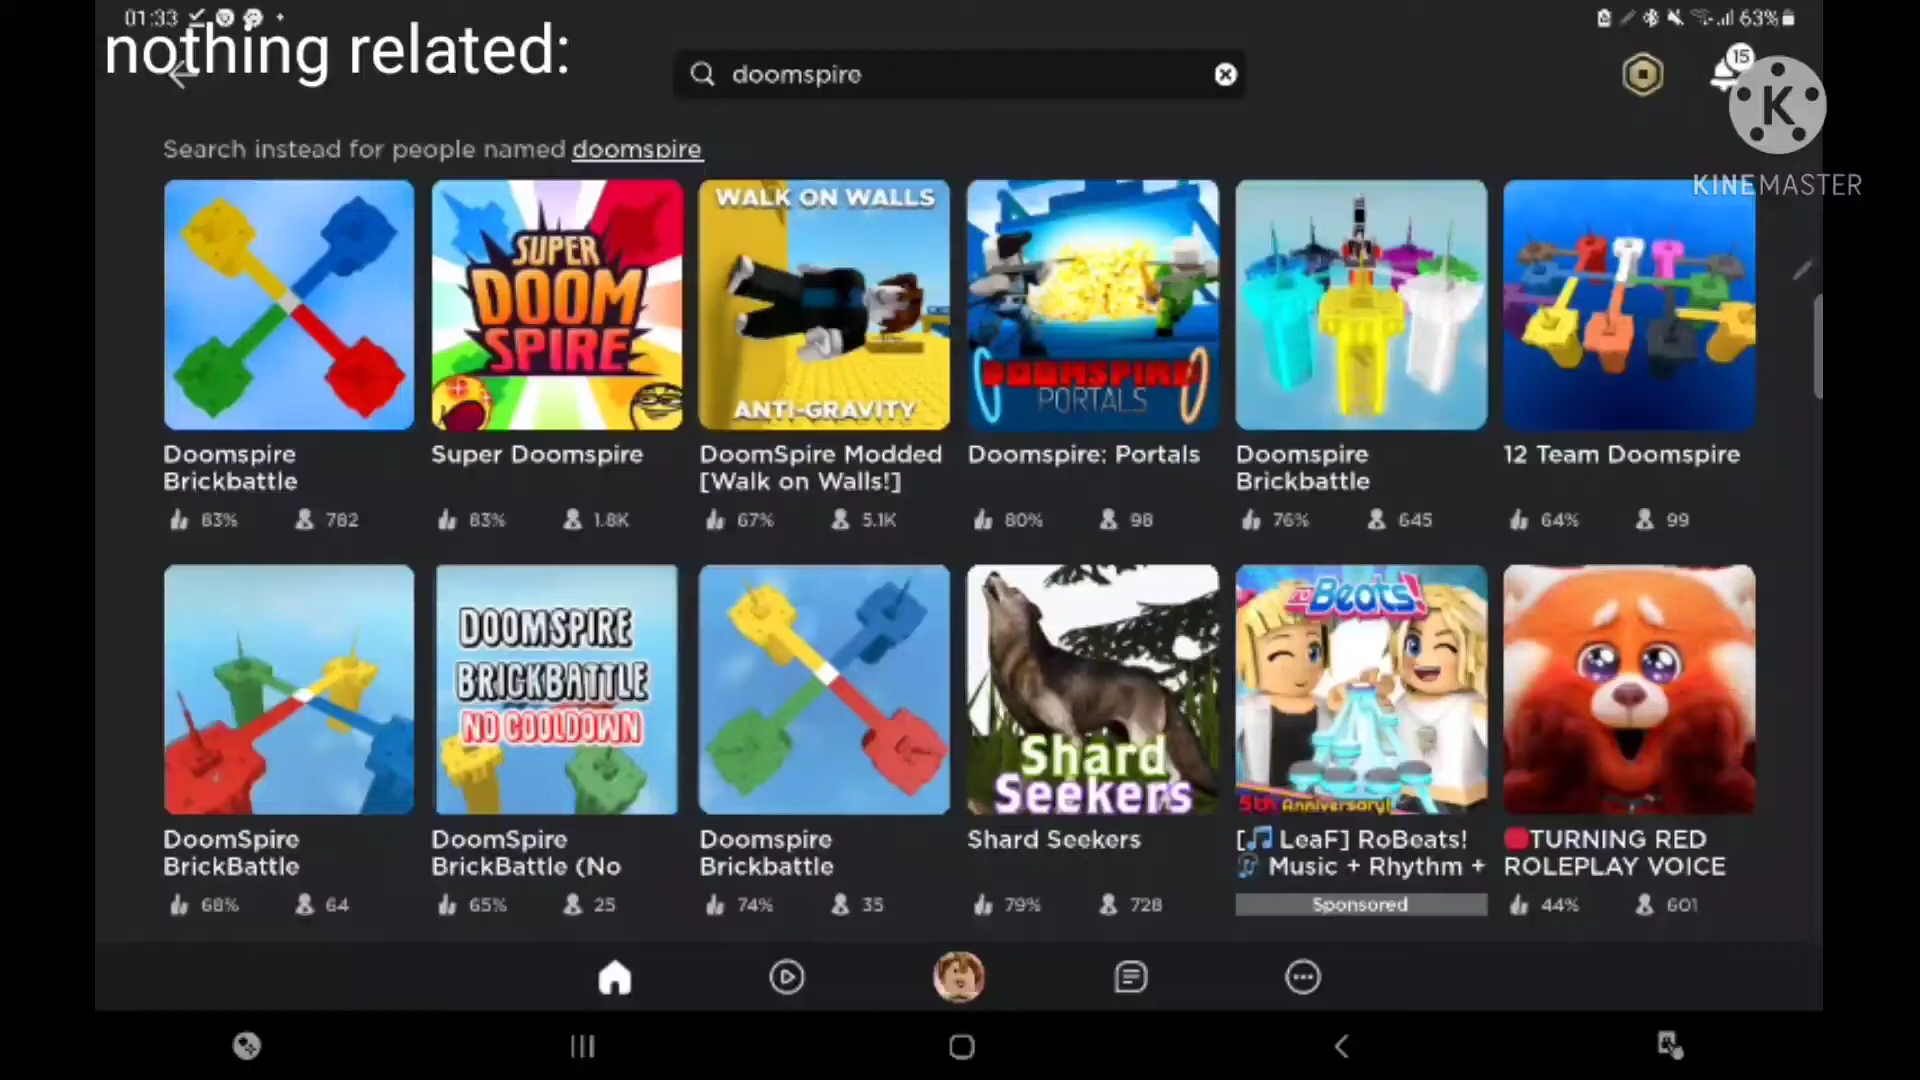 01:33
63%
nothing related:
doomspire
15
K
KINEMASTER
Search instead for people named doomspire
WALK ON WALLS
ANTI-GRAVITY
SUPER
DOOM
SPIRE
DOOMSPIRE
PORTALS
Doomspire
Brickbattle
83% 782
Super Doomspire
83% 1.8K
DoomSpire Modded
[Walk on Walls!]
67% 5.1K
Doomspire: Portals
80% 98
Doomspire
Brickbattle
76% 645
12 Team Doomspire
64% 99
DOOMSPIRE
BRICKBATTLE
NO COOLDOWN
Shard
Seekers
RoBeats!
5th Anniversary!
DoomSpire
BrickBattle
68% 64
DoomSpire
BrickBattle (No
65% 25
Doomspire
Brickbattle
74% 35
Shard Seekers
79% 728
[🎵 LeaF] RoBeats!
🎧 Music + Rhythm +
Sponsored
🟥TURNING RED
ROLEPLAY VOICE
44% 601